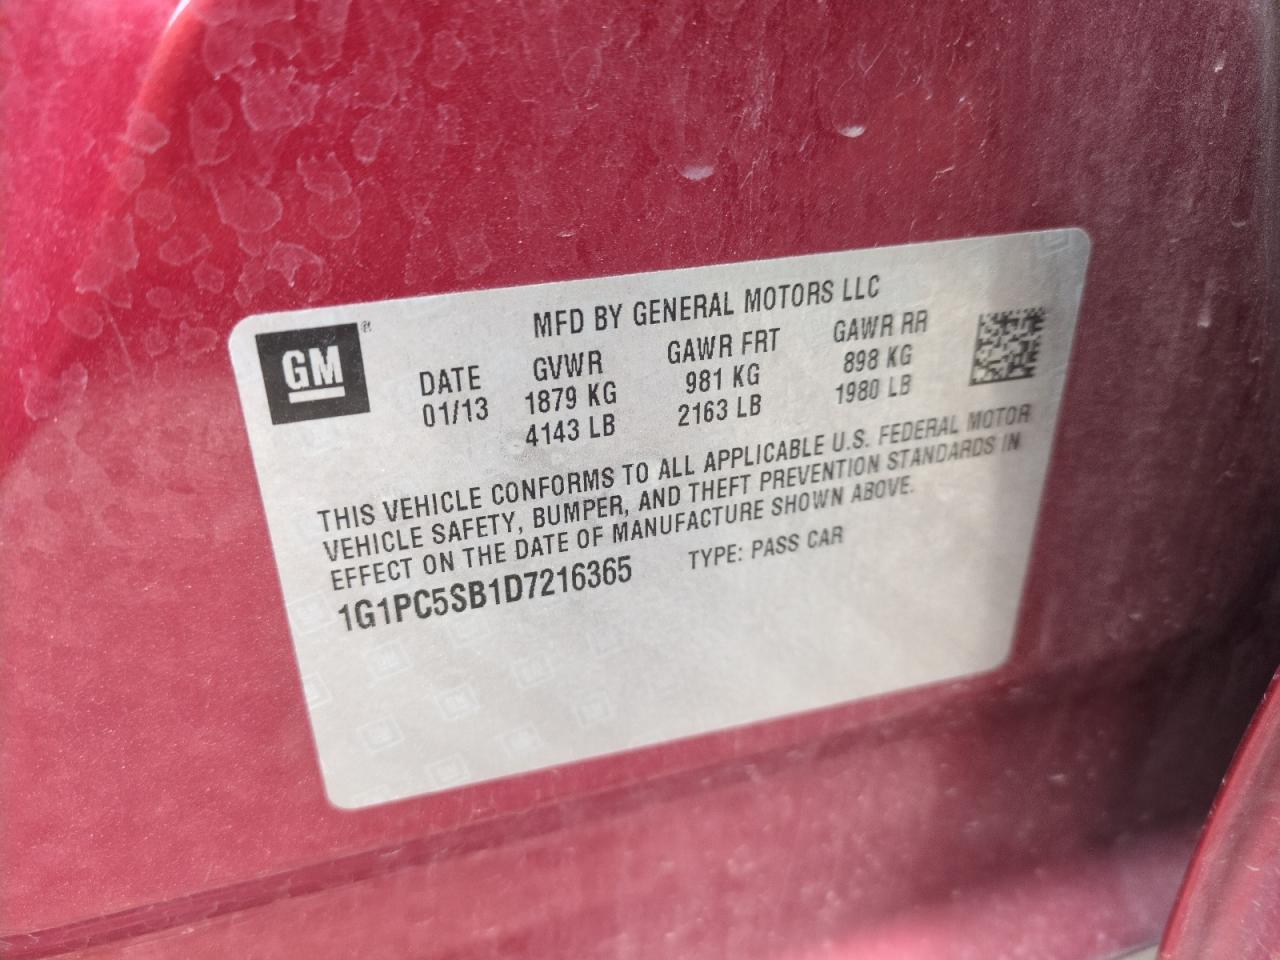 MFD BY GENERAL MOTORS LLC
GM®
DATE GVWR GAWR FRT GAWR RR
01/13 1879 KG 981 KG 898 KG
4143 LB 2163 LB 1980 LB
THIS VEHICLE CONFORMS TO ALL APPLICABLE U.S. FEDERAL MOTOR
VEHICLE SAFETY, BUMPER, AND THEFT PREVENTION STANDARDS IN
EFFECT ON THE DATE OF MANUFACTURE SHOWN ABOVE.
1G1PC5SB1D7216365 TYPE: PASS CAR